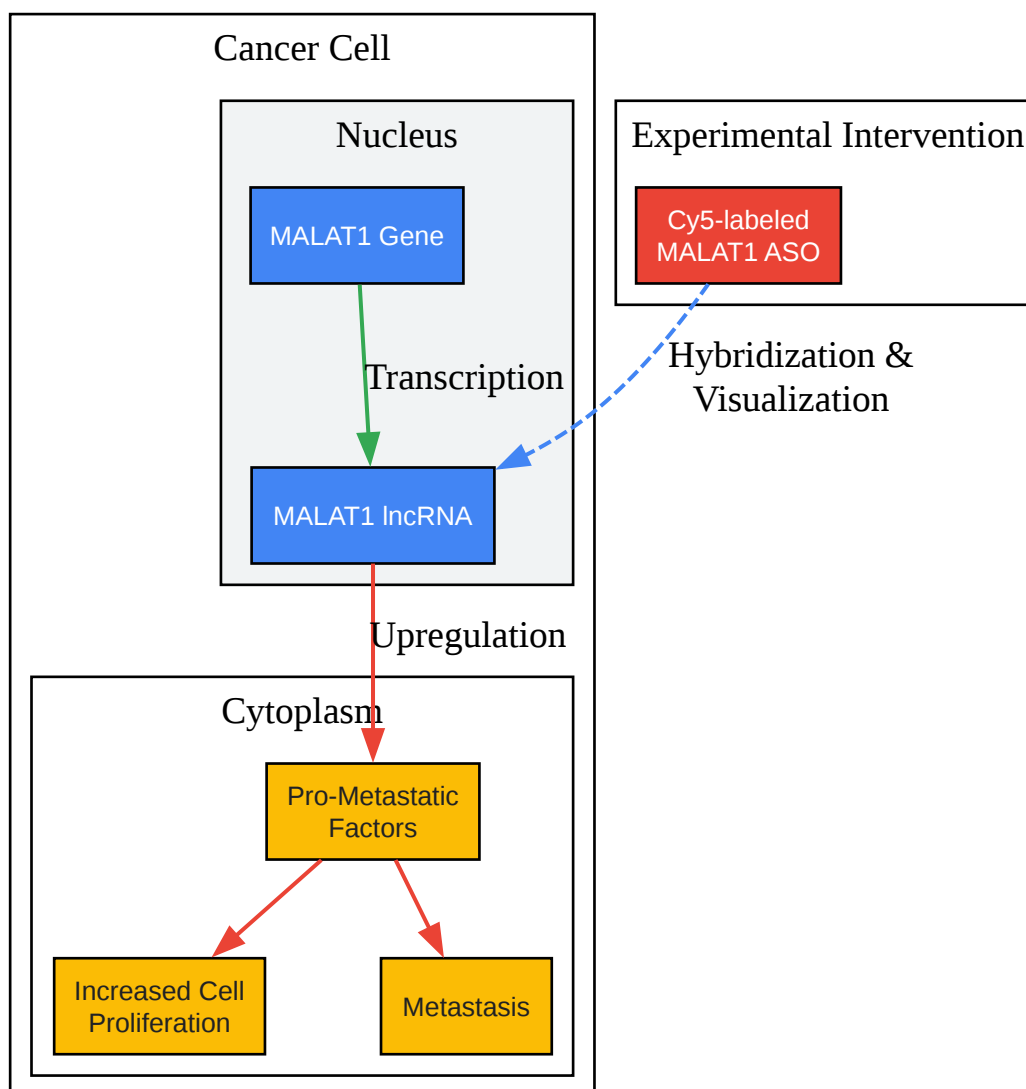 Cancer Cell
Nucleus
Experimental Intervention
MALAT1 Gene
Cy5-labeled
MALAT1 ASO
Transcription
Hybridization &
Visualization
MALAT1 lncRNA
Upregulation
Cytoplasm
Pro-Metastatic
Factors
Increased Cell
Proliferation
Metastasis